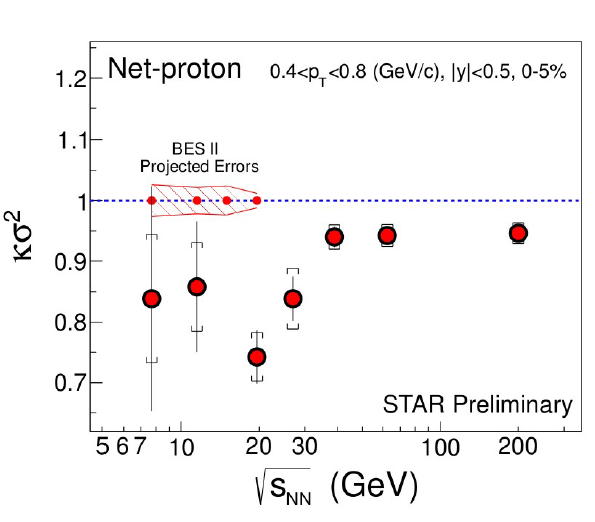 Net-proton
0.4<p_T<0.8 (GeV/c), |y|<0.5, 0-5%
BES II
Projected Errors
1.2
1.1
1
0.9
0.8
0.7
κσ²
STAR Preliminary
5 6 7 10 20 30 100 200
√s_NN (GeV)